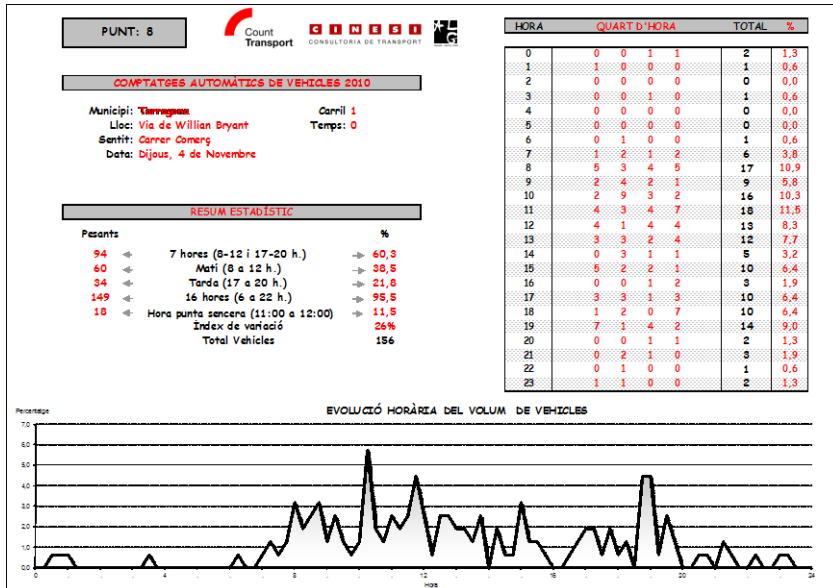 PUNT: 8
Count
Transport
CINESI
CONSULTORIA DE TRANSPORT
COMPTATGES AUTOMÀTICS DE VEHICLES 2010
Municipi: Tarragona Carril 1
Lloc: Via de Willian Bryant Temps: 0
Sentit: Carrer Comerç
Data: Dijous, 4 de Novembre
RESUM ESTADÍSTIC
Pesants %
94 7 hores (8-12 i 17-20 h.) 60,3
60 Matí (8 a 12 h.) 38,5
34 Tarda (17 a 20 h.) 21,8
149 16 hores (6 a 22 h.) 95,5
18 Hora punta sencera (11:00 a 12:00) 11,5
Índex de variació 26%
Total Vehicles 156
HORA QUART D'HORA TOTAL %
0 0 0 1 1 2 1,3
1 1 0 0 0 1 0,6
2 0 0 0 0 0 0,0
3 0 0 1 0 1 0,6
4 0 0 0 0 0 0,0
5 0 0 0 0 0 0,0
6 0 1 0 0 1 0,6
7 1 2 1 2 6 3,8
8 5 3 4 5 17 10,9
9 2 4 2 1 9 5,8
10 2 9 3 2 16 10,3
11 4 3 4 7 18 11,5
12 4 1 4 4 13 8,3
13 3 3 2 4 12 7,7
14 0 3 1 1 5 3,2
15 5 2 2 1 10 6,4
16 0 0 1 2 3 1,9
17 3 3 1 3 10 6,4
18 1 2 0 7 10 6,4
19 7 1 4 2 14 9,0
20 0 0 1 1 2 1,3
21 0 2 1 0 3 1,9
22 0 1 0 0 1 0,6
23 1 1 0 0 2 1,3
EVOLUCIÓ HORÀRIA DEL VOLUM DE VEHICLES
Percentatge
7,0
6,0
5,0
4,0
3,0
2,0
1,0
0,0
0 4 8 12 16 20 24
Hora